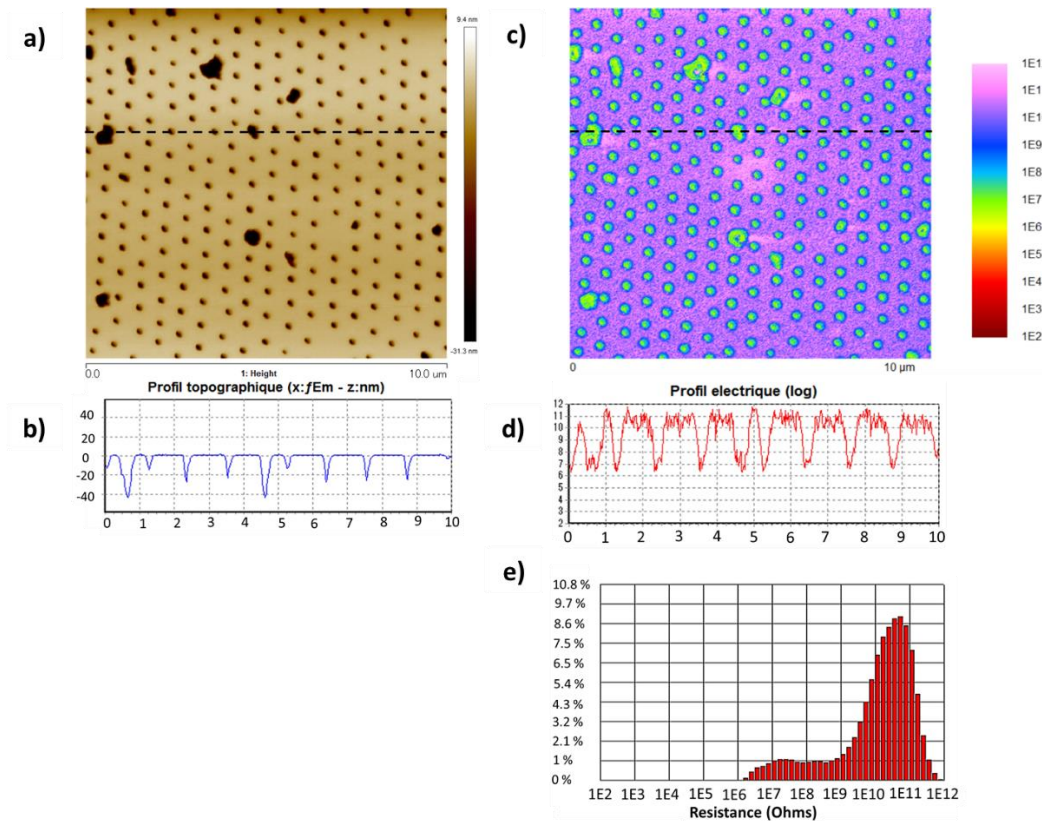 a)
9.4 nm
-31.3 nm
0.0
1: Height
10.0 um
Profil topographique (x:ƒEm - z:nm)
b)
40
20
0
-20
-40
0 1 2 3 4 5 6 7 8 9 10
c)
1E1
1E1
1E1
1E9
1E8
1E7
1E6
1E5
1E4
1E3
1E2
0
10 µm
Profil electrique (log)
d)
12
11
10
9
8
7
6
5
4
3
2
0 1 2 3 4 5 6 7 8 9 10
e)
10.8 %
9.7 %
8.6 %
7.5 %
6.5 %
5.4 %
4.3 %
3.2 %
2.1 %
1 %
0 %
1E2 1E3 1E4 1E5 1E6 1E7 1E8 1E9 1E10 1E11 1E12
Resistance (Ohms)